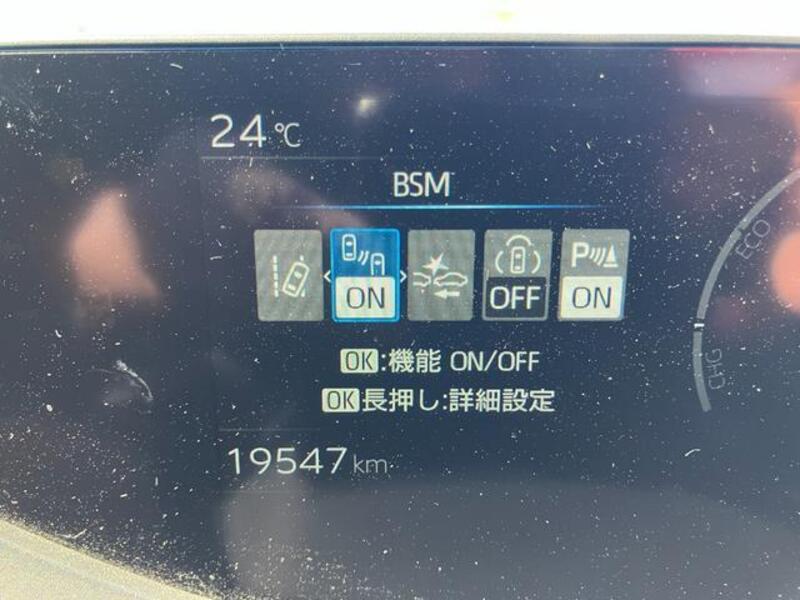 24℃
BSM
ECO
ON OFF P ON
CHG
OK:機能 ON/OFF
OK長押し:詳細設定
19547km